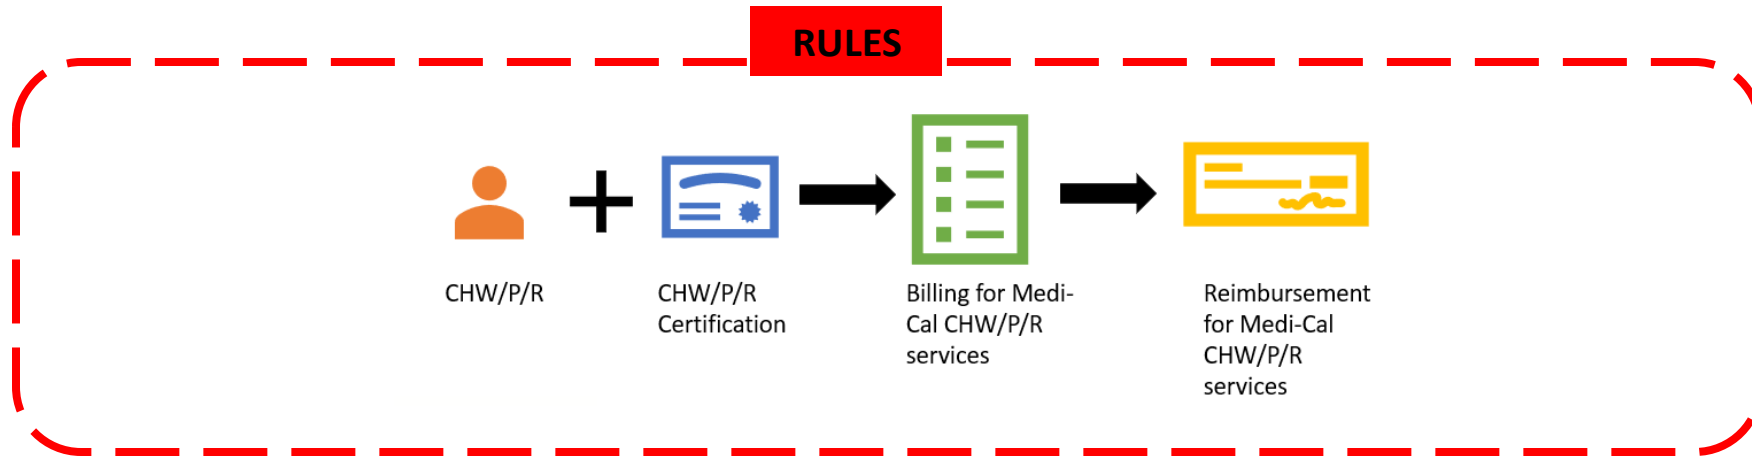 RULES
CHW/P/R
CHW/P/R
Certification
Billing for Medi-
Cal CHW/P/R
services
Reimbursement
for Medi-Cal
CHW/P/R
services